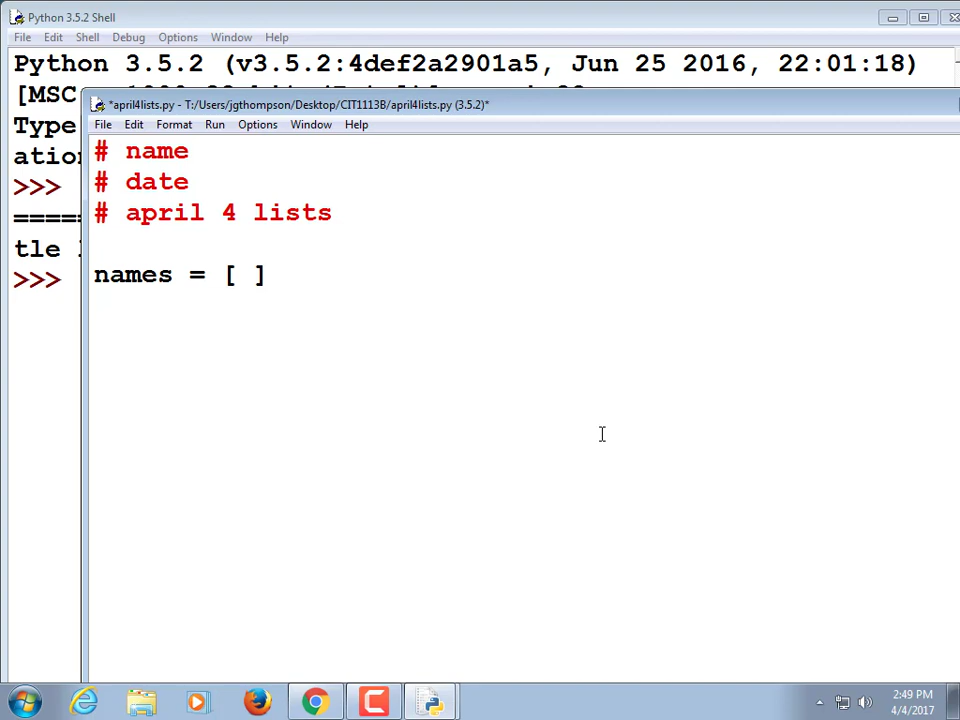 Python 3.5.2 Shell
File Edit Shell Debug Options Window Help
Python 3.5.2 (v3.5.2:4def2a2901a5, Jun 25 2016, 22:01:18)
[MSC
*april4lists.py - T:/Users/jgthompson/Desktop/CIT1113B/april4lists.py (3.5.2)*
Type
File Edit Format Run Options Window Help
# name
ation
>>>
# date
=====
# april 4 lists
tle
>>>
names = [ ]
2:49 PM
4/4/2017